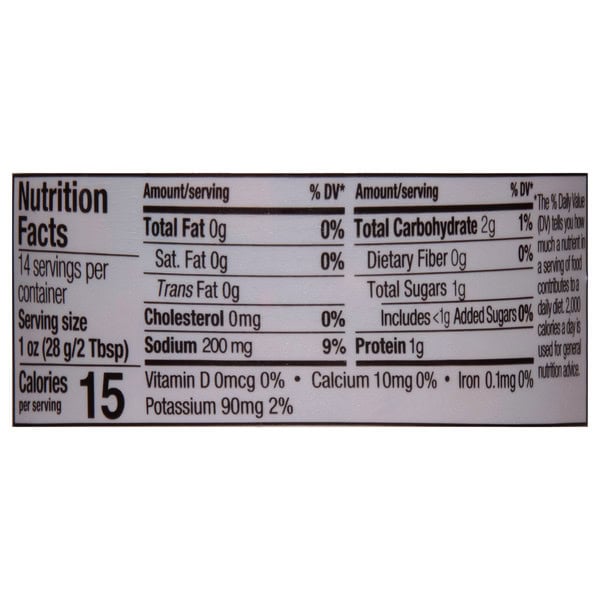 Nutrition
Facts
14 servings per
container
Serving size
1 oz (28 g/2 Tbsp)
Calories
per serving
15
Amount/serving % DV*
Total Fat 0g 0%
Sat. Fat 0g 0%
Trans Fat 0g
Cholesterol 0mg 0%
Sodium 200 mg 9%
Amount/serving % DV*
Total Carbohydrate 2g 1%
Dietary Fiber 0g 0%
Total Sugars 1g
Includes <1g Added Sugars 0%
Protein 1g
Vitamin D 0mcg 0% • Calcium 10mg 0% • Iron 0.1mg 0%
Potassium 90mg 2%
*The % Daily Value
(DV) tells you how
much a nutrient in
a serving of food
contributes to a
daily diet. 2,000
calories a day is
used for general
nutrition advice.